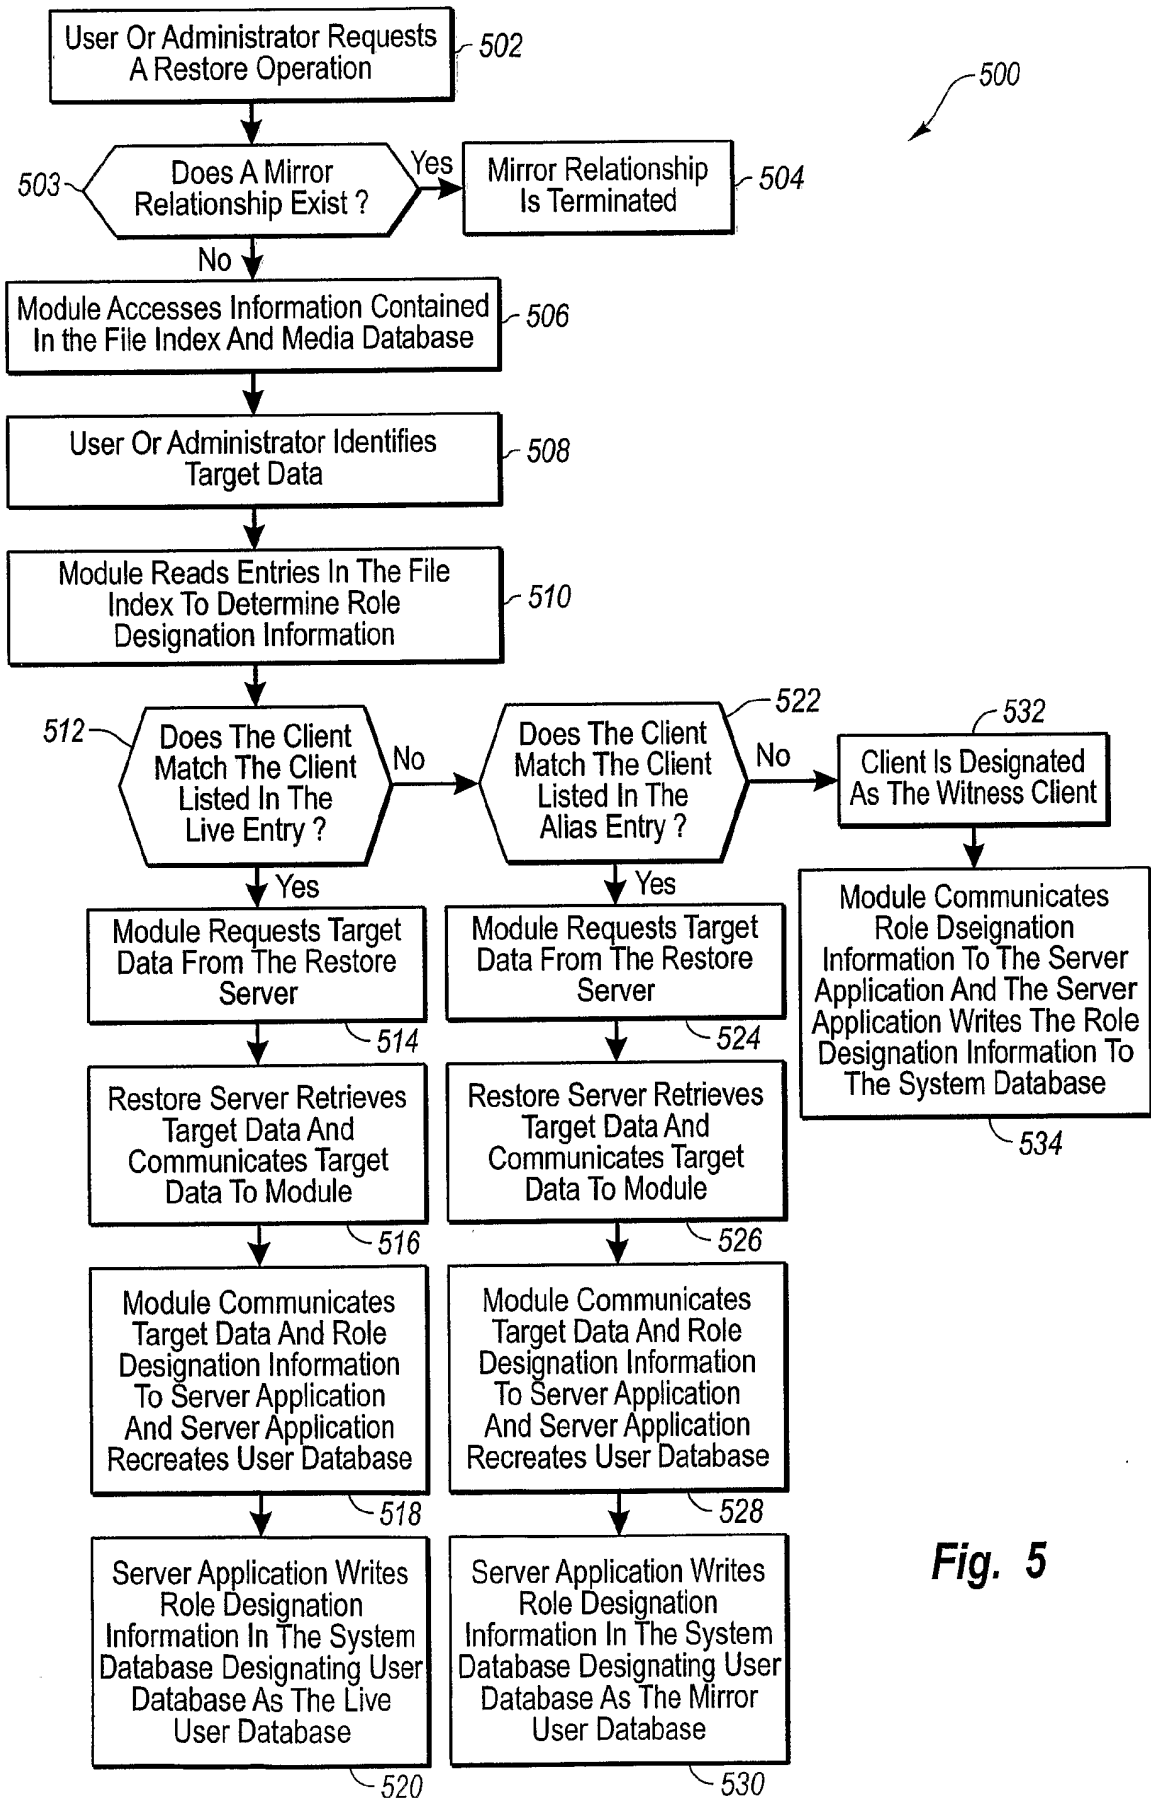 User Or Administrator Requests
A Restore Operation
502
500
Does A Mirror
Relationship Exist ?
503
Yes
Mirror Relationship
Is Terminated
504
No
Module Accesses Information Contained
In the File Index And Media Database
506
User Or Administrator Identifies
Target Data
508
Module Reads Entries In The File
Index To Determine Role
Designation Information
510
512
Does The Client
Match The Client
Listed In The
Live Entry ?
No
522
Does The Client
Match The Client
Listed In The
Alias Entry ?
No
532
Client Is Designated
As The Witness Client
Yes
Module Requests Target
Data From The Restore
Server
514
Restore Server Retrieves
Target Data And
Communicates Target
Data To Module
516
Module Communicates
Target Data And Role
Designation Information
To Server Application
And Server Application
Recreates User Database
518
Server Application Writes
Role Designation
Information In The System
Database Designating User
Database As The Live
User Database
520
Yes
Module Requests Target
Data From The Restore
Server
524
Restore Server Retrieves
Target Data And
Communicates Target
Data To Module
526
Module Communicates
Target Data And Role
Designation Information
To Server Application
And Server Application
Recreates User Database
528
Server Application Writes
Role Designation
Information In The System
Database Designating User
Database As The Mirror
User Database
530
Module Communicates
Role Dseignation
Information To The Server
Application And The Server
Application Writes The Role
Designation Information To
The System Database
534
Fig. 5